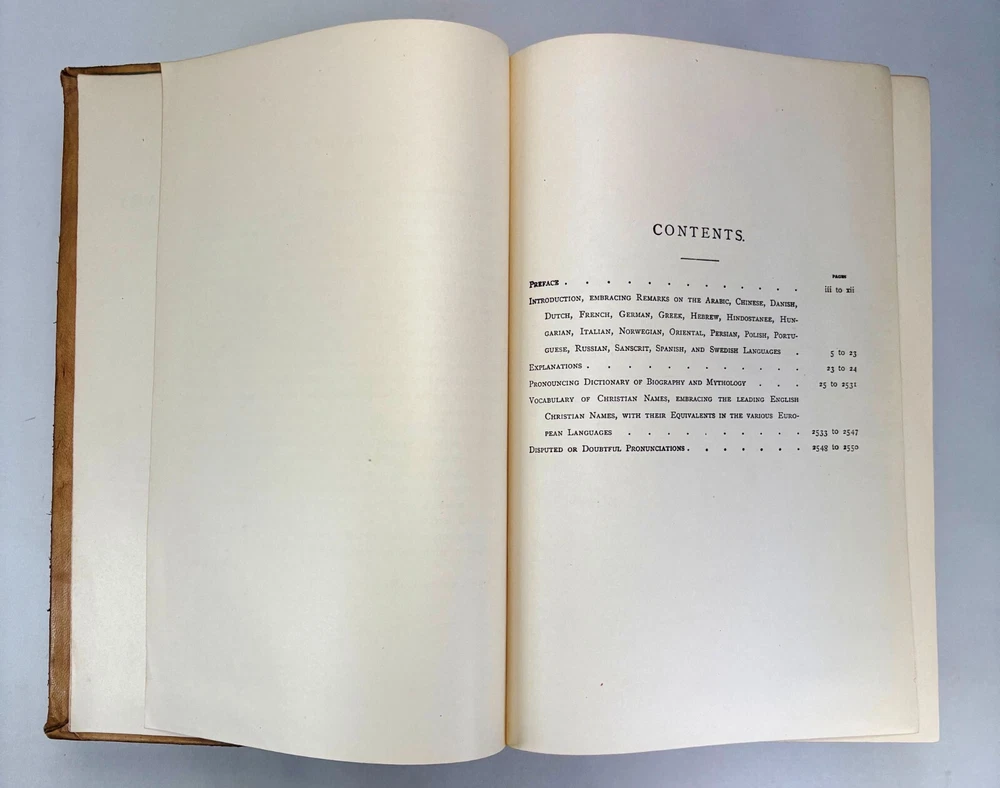 CONTENTS.
PAGES
PREFACE . . . . . . . . . . . . iii to xii
INTRODUCTION, EMBRACING REMARKS ON THE ARABIC, CHINESE, DANISH,
DUTCH, FRENCH, GERMAN, GREEK, HEBREW, HINDOSTANEE, HUN-
GARIAN, ITALIAN, NORWEGIAN, ORIENTAL, PERSIAN, POLISH, PORTU-
GUESE, RUSSIAN, SANSCRIT, SPANISH, AND SWEDISH LANGUAGES . 5 to 23
EXPLANATIONS . . . . . . . . . . . 23 to 24
PRONOUNCING DICTIONARY OF BIOGRAPHY AND MYTHOLOGY . . . 25 to 2531
VOCABULARY OF CHRISTIAN NAMES, EMBRACING THE LEADING ENGLISH
CHRISTIAN NAMES, WITH THEIR EQUIVALENTS IN THE VARIOUS EURO-
PEAN LANGUAGES . . . . . . . . . . 2533 to 2547
DISPUTED OR DOUBTFUL PRONUNCIATIONS . . . . . . . 2548 to 2550